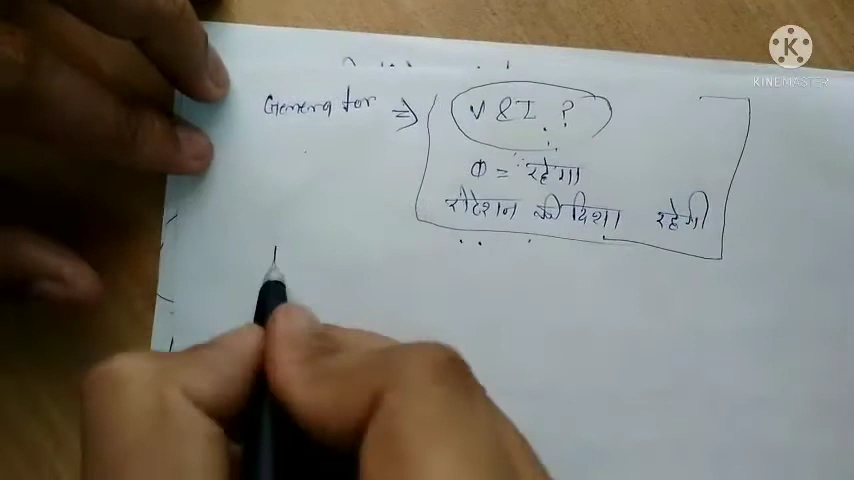 KINEMASTER
Generator ⇒ V & I ?
Φ = रहेगा
रोटेशन की दिशा रहेगी